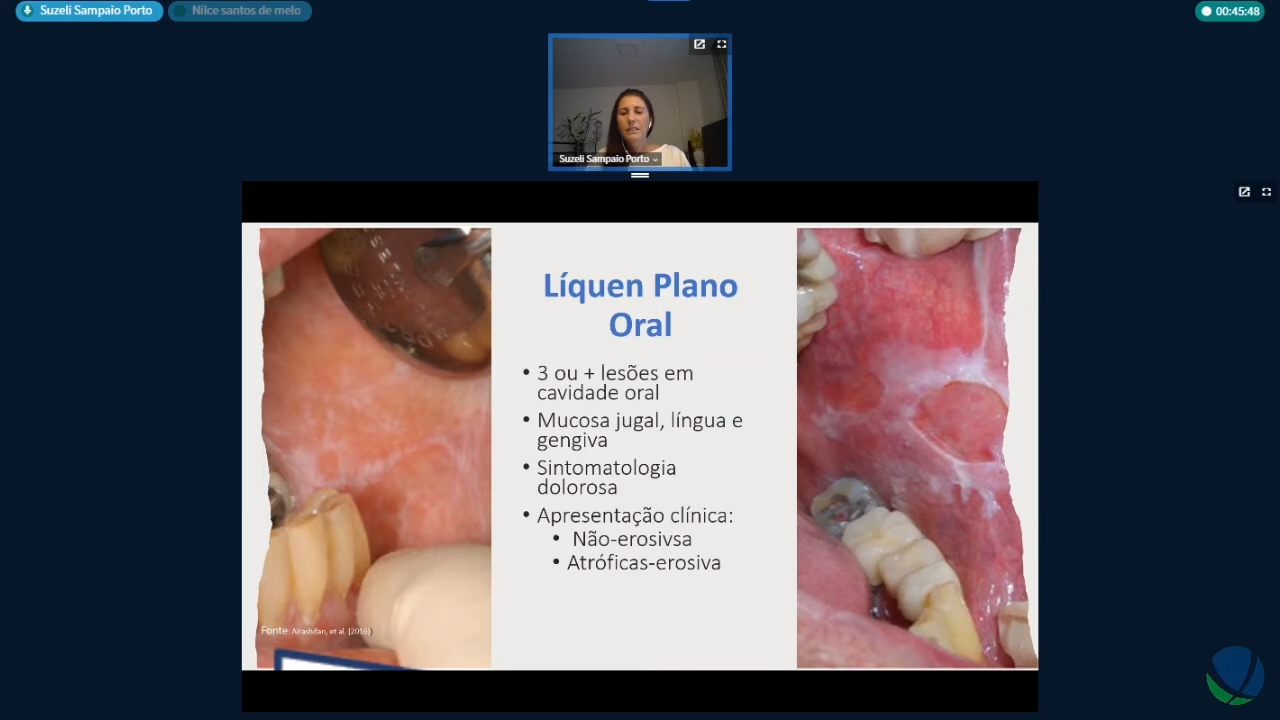 Suzeli Sampaio Porto
Nilce santos de melo
00:45:48
Suzeli Sampaio Porto
Líquen Plano
Oral
• 3 ou + lesões em
cavidade oral
• Mucosa jugal, língua e
gengiva
• Sintomatologia
dolorosa
• Apresentação clínica:
• Não-erosivsa
• Atróficas-erosiva
Fonte: Alrashdan, et al. (2016)